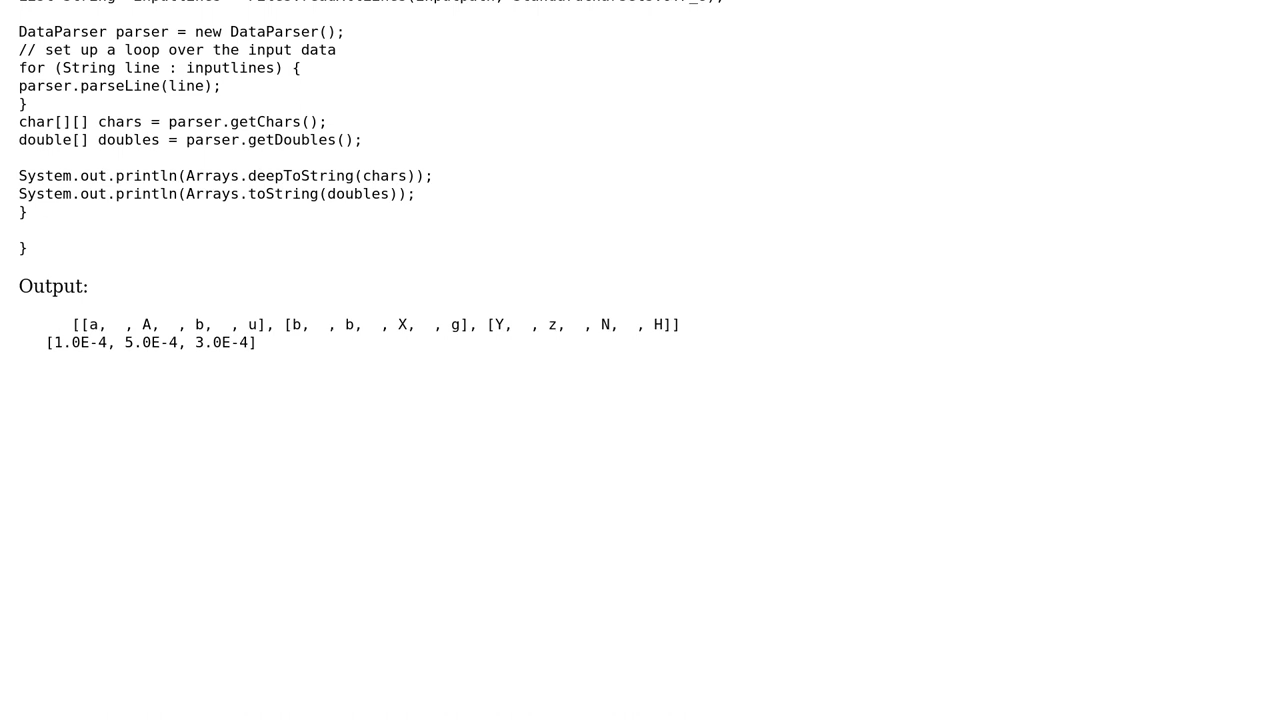 DataParser parser = new DataParser();
// set up a loop over the input data
for (String line : inputlines) {
parser.parseLine(line);
}
char[][] chars = parser.getChars();
double[] doubles = parser.getDoubles();
System.out.println(Arrays.deepToString(chars));
System.out.println(Arrays.toString(doubles));
}
}
Output:
[[a,  , A,  , b,  , u], [b,  , b,  , X,  , g], [Y,  , z,  , N,  , H]]
[1.0E-4, 5.0E-4, 3.0E-4]